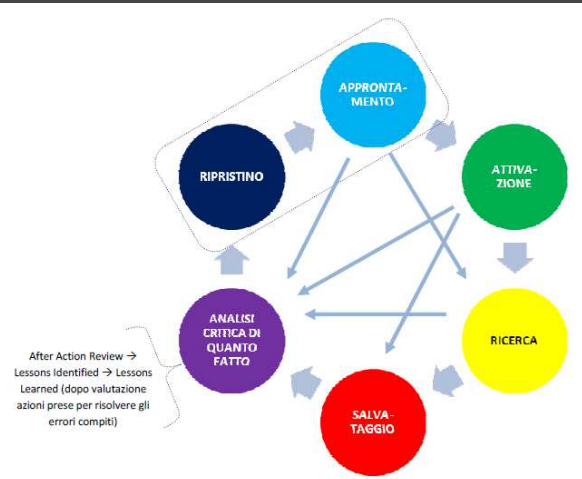 APPRONTA-
MENTO
RIPRISTINO
ATTIVA-
ZIONE
ANALISI
CRITICA DI
QUANTO
FATTO
RICERCA
After Action Review →
Lessons Identified → Lessons
Learned (dopo valutazione
azioni prese per risolvere gli
errori compiti)
SALVA-
TAGGIO